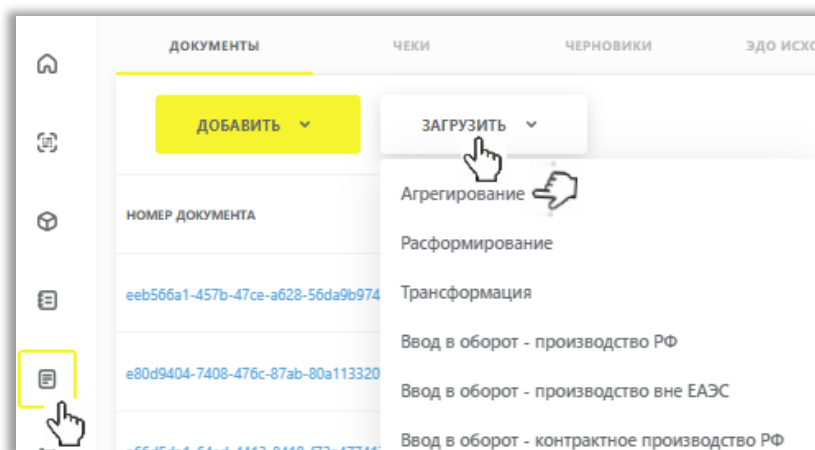 ДОКУМЕНТЫ ЧЕКИ ЧЕРНОВИКИ ЭДО
ДОБАВИТЬ ЗАГРУЗИТЬ
Агрегирование
НОМЕР ДОКУМЕНТА
Расформирование
eeb566a1-457b-47ce-a628-56da9b974
Трансформация
Ввод в оборот - производство РФ
e80d9404-7408-476c-87ab-80a113320
Ввод в оборот - производство вне ЕАЭС
Ввод в оборот - контрактное производство РФ